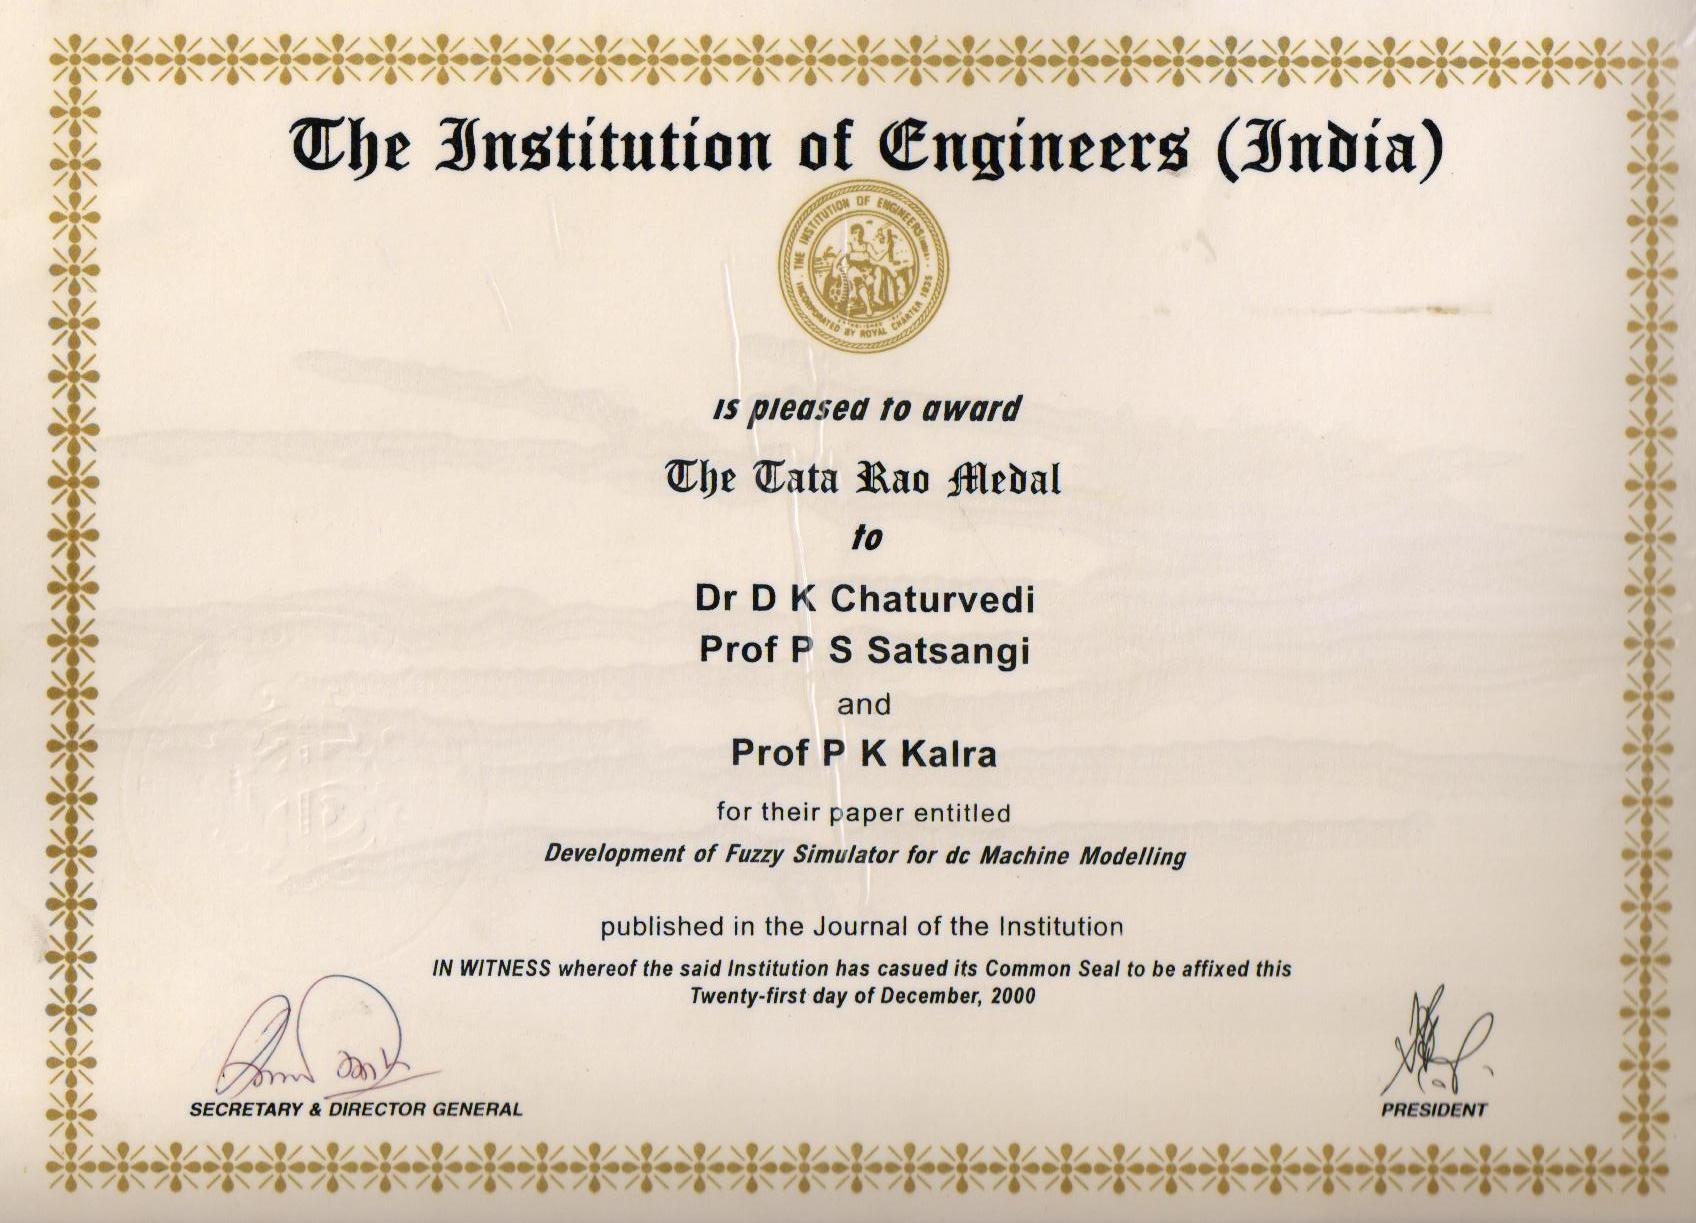 The Institution of Engineers (India)
THE INSTITUTION OF ENGINEERS (INDIA)
INCORPORATED BY ROYAL CHARTER 1935
is pleased to award
The Tata Rao Medal
to
Dr D K Chaturvedi
Prof P S Satsangi
and
Prof P K Kalra
for their paper entitled
Development of Fuzzy Simulator for dc Machine Modelling
published in the Journal of the Institution
IN WITNESS whereof the said Institution has casued its Common Seal to be affixed this
Twenty-first day of December, 2000
SECRETARY & DIRECTOR GENERAL
PRESIDENT